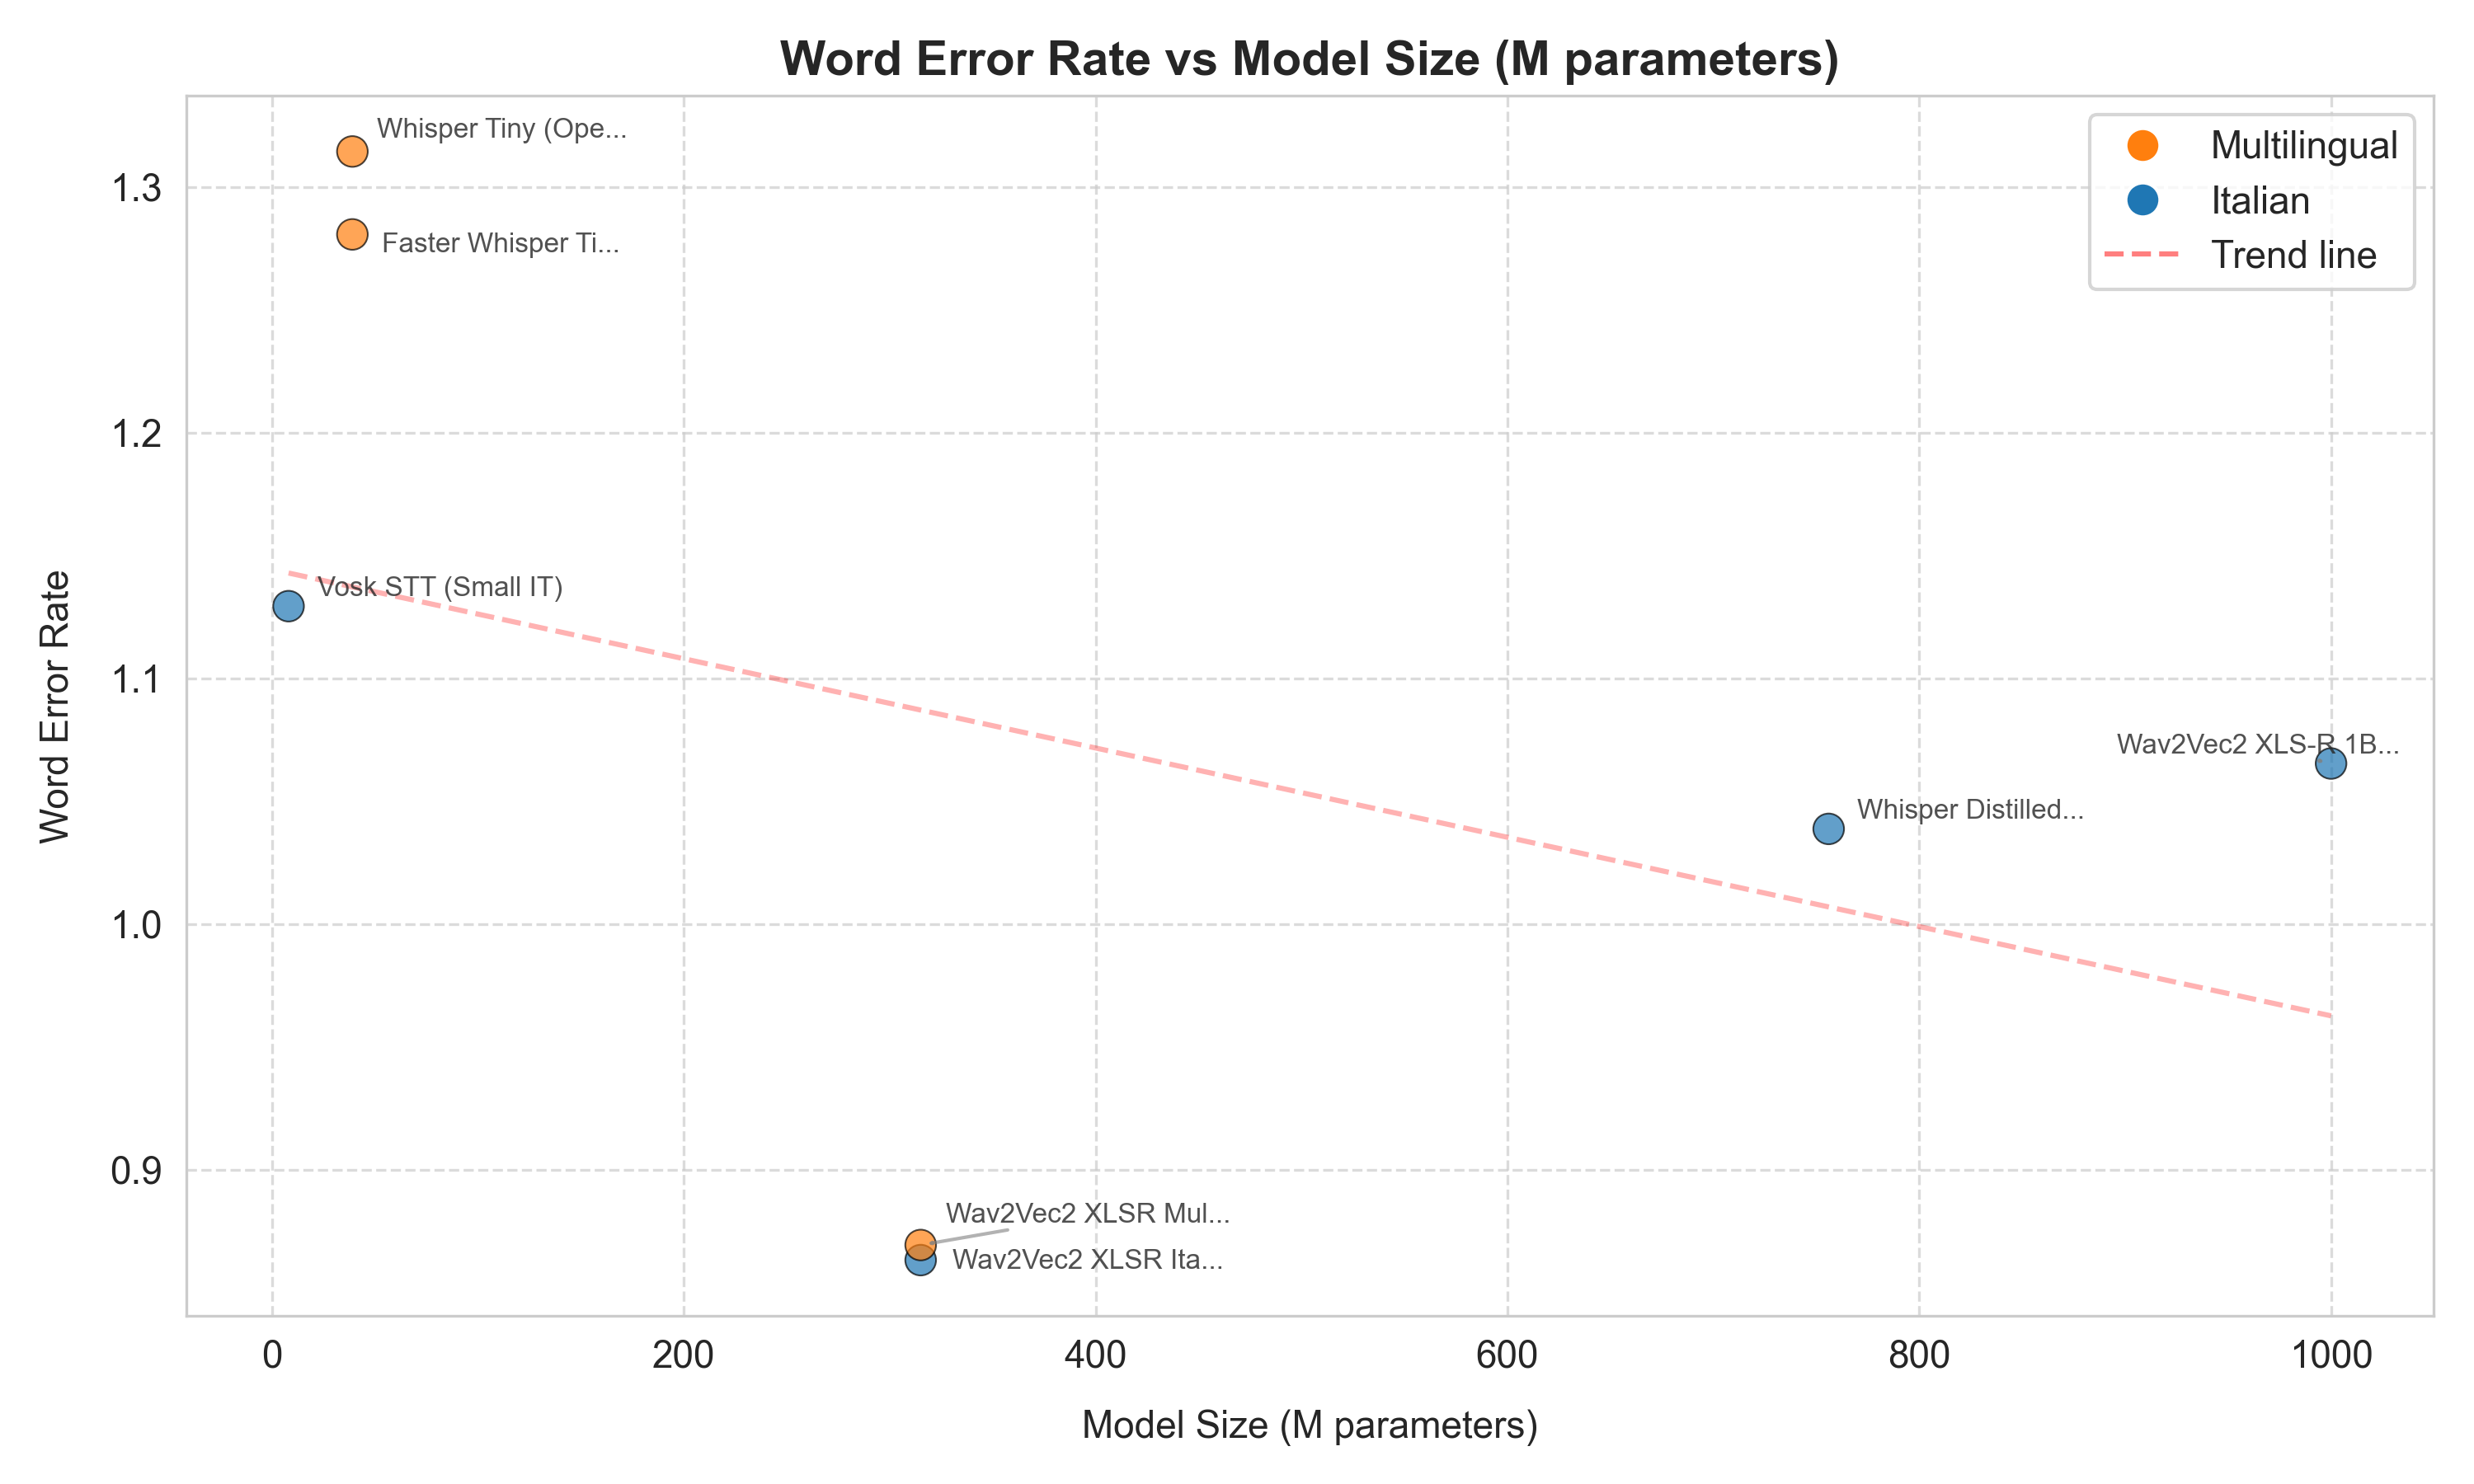 Word Error Rate vs Model Size (M parameters)
Multilingual
Italian
Trend line
Whisper Tiny (Ope...
Faster Whisper Ti...
Vosk STT (Small IT)
Wav2Vec2 XLS-R 1B...
Whisper Distilled...
Wav2Vec2 XLSR Mul...
Wav2Vec2 XLSR Ita...
Word Error Rate
1.3
1.2
1.1
1.0
0.9
0 200 400 600 800 1000
Model Size (M parameters)